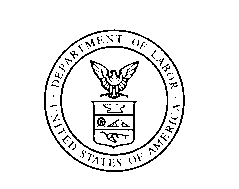 DEPARTMENT OF LABOR
UNITED STATES OF AMERICA